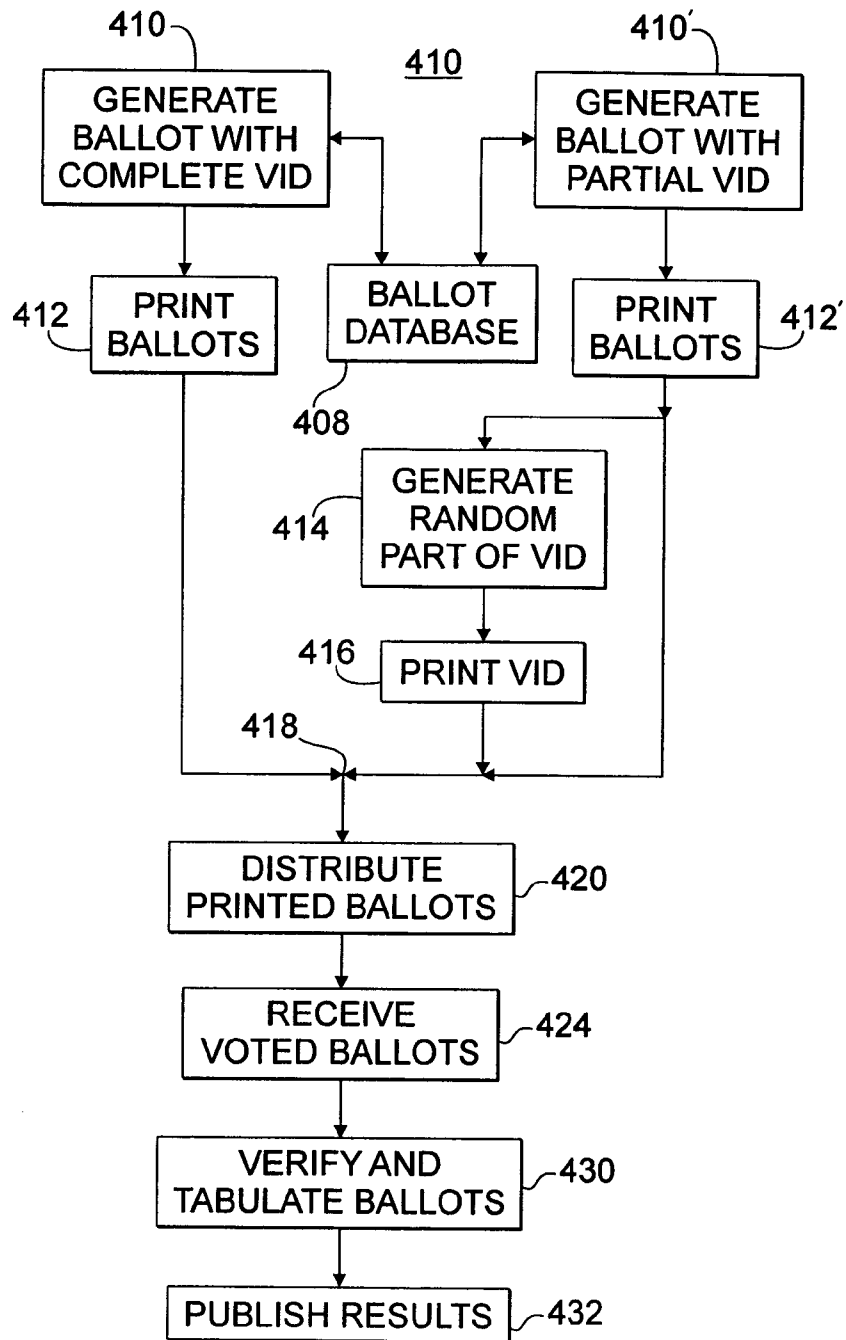 410
410
410′
GENERATE
BALLOT WITH
COMPLETE VID
GENERATE
BALLOT WITH
PARTIAL VID
412
PRINT
BALLOTS
BALLOT
DATABASE
408
PRINT
BALLOTS
412′
414
GENERATE
RANDOM
PART OF VID
416
PRINT VID
418
DISTRIBUTE
PRINTED BALLOTS
420
RECEIVE
VOTED BALLOTS
424
VERIFY AND
TABULATE BALLOTS
430
PUBLISH RESULTS
432